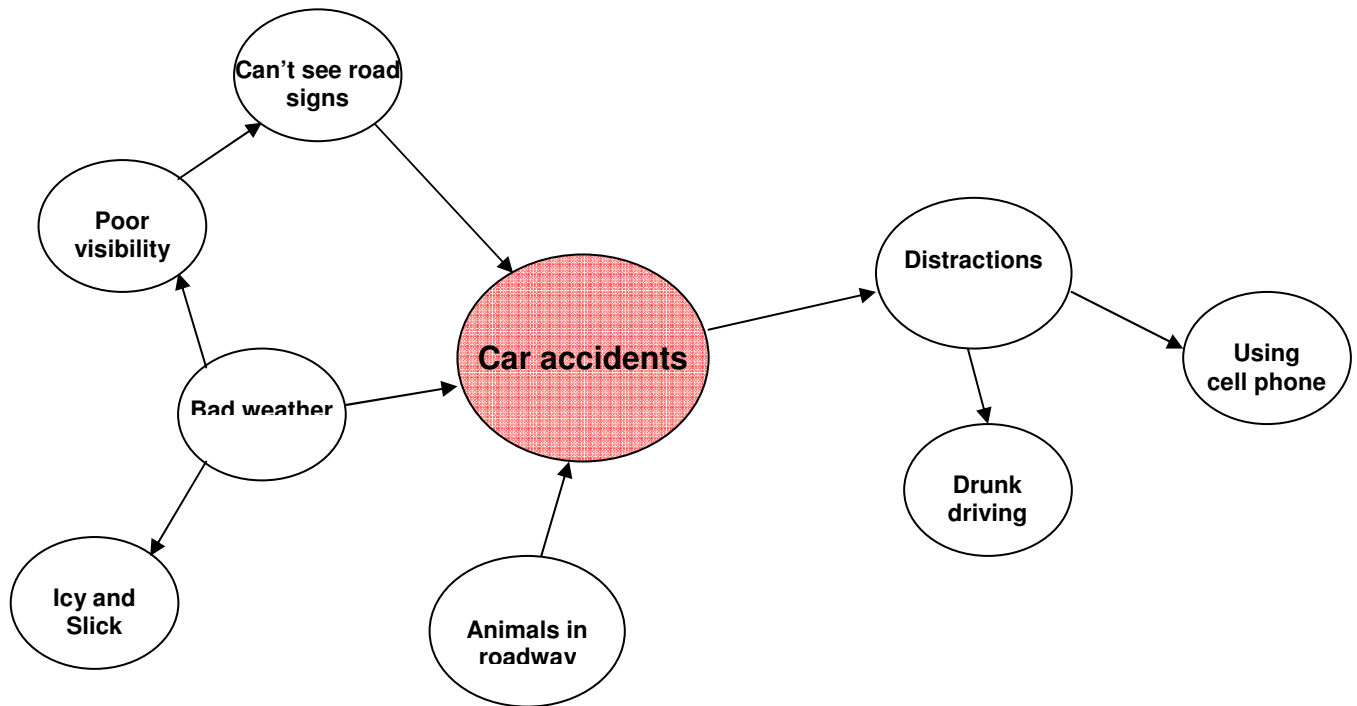 Can't see road
signs
Poor
visibility
Distractions
Car accidents
Using
cell phone
Bad weather
Drunk
driving
Icy and
Slick
Animals in
roadway